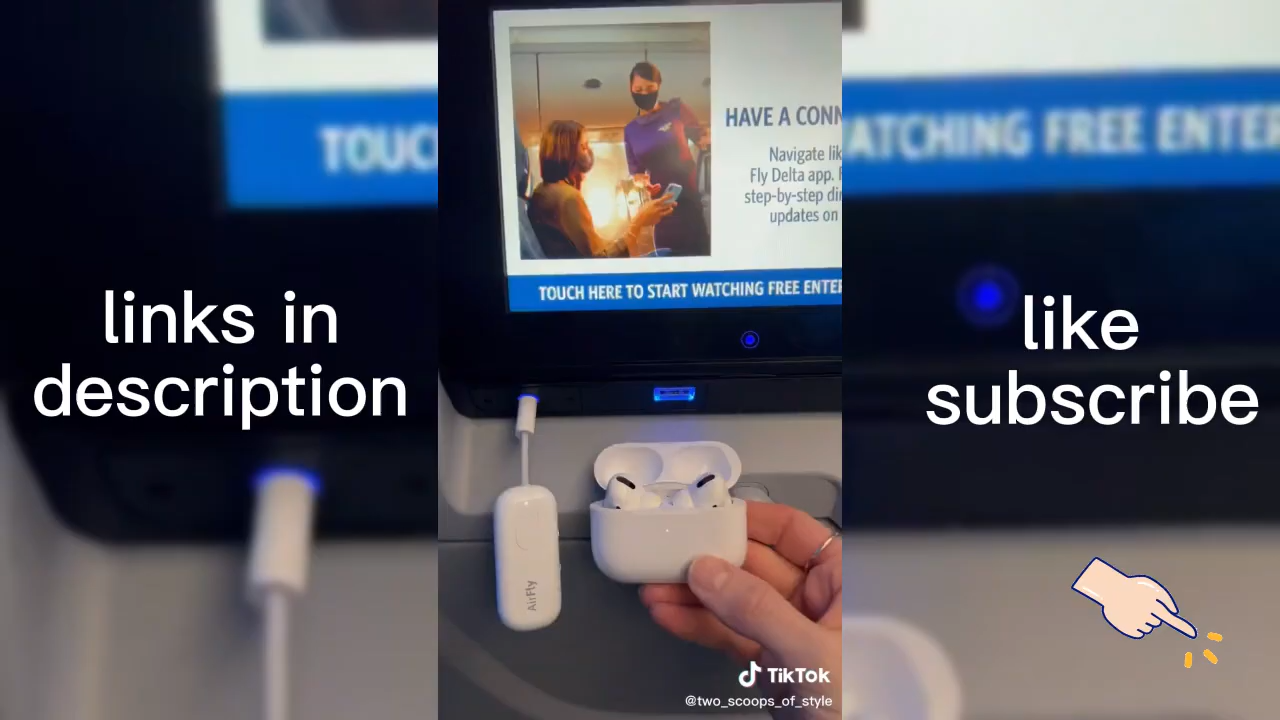 TOUC
ATCHING FREE ENTER
HAVE A CONN
Navigate lik
Fly Delta app.
step-by-step di
updates on
TOUCH HERE TO START WATCHING FREE ENTE
links in
description
like
subscribe
AirFly
TikTok
@two_scoops_of_style